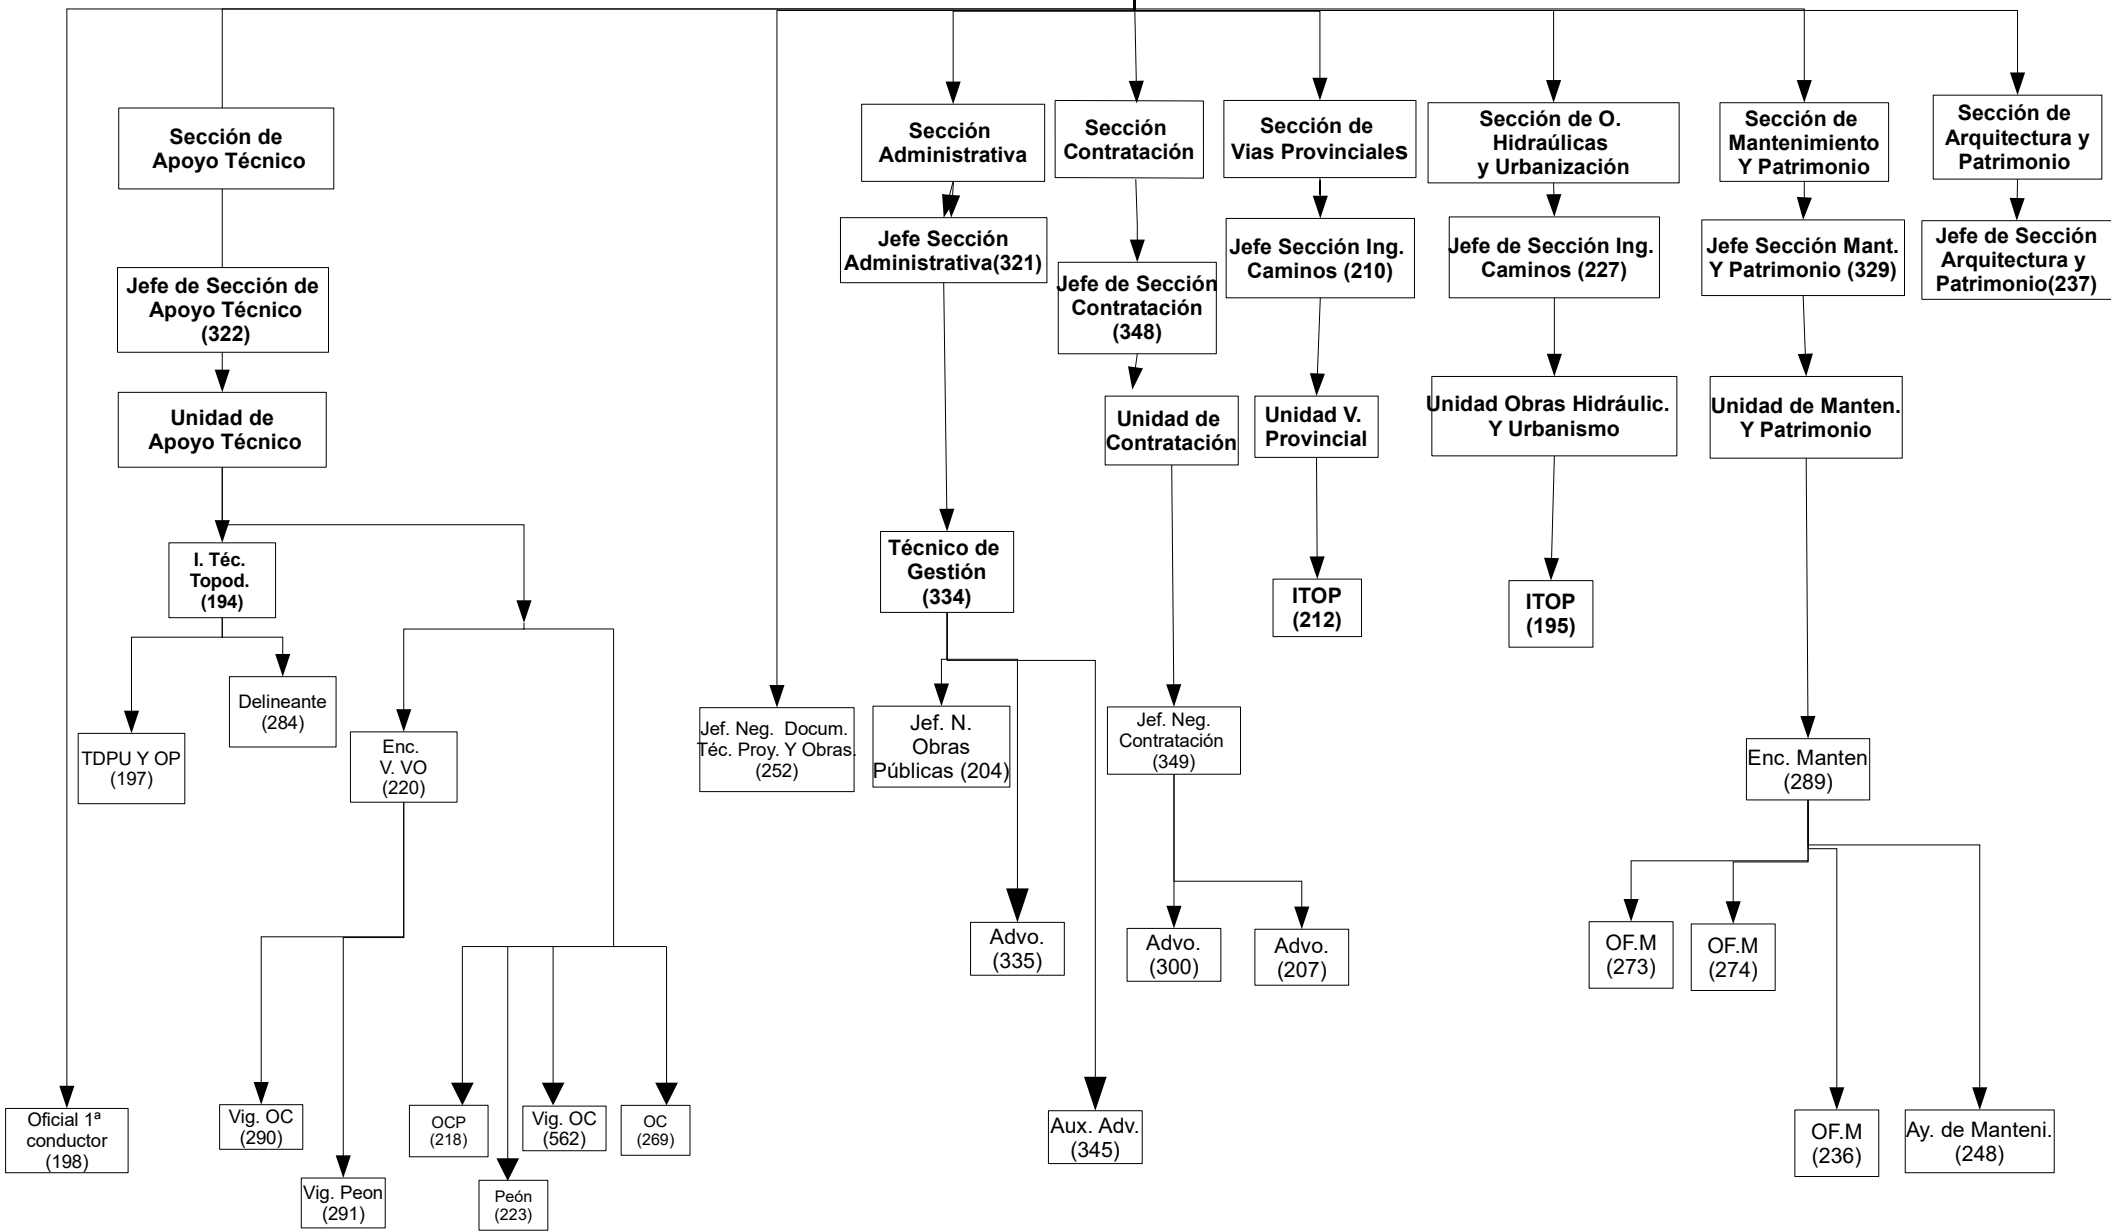 Sección de
Apoyo Técnico
Jefe de Sección de
Apoyo Técnico
(322)
Unidad de
Apoyo Técnico
I. Téc.
Topod.
(194)
TDPU Y OP
(197)
Delineante
(284)
Enc.
V. VO
(220)
Oficial 1ª
conductor
(198)
Vig. OC
(290)
Vig. Peon
(291)
OCP
(218)
Peón
(223)
Vig. OC
(562)
OC
(269)
Jef. Neg. Docum.
Téc. Proy. Y Obras.
(252)
Sección
Administrativa
Jefe Sección
Administrativa(321)
Técnico de
Gestión
(334)
Jef. N.
Obras
Públicas (204)
Advo.
(335)
Aux. Adv.
(345)
Sección
Contratación
Jefe de Sección
Contratación
(348)
Unidad de
Contratación
Jef. Neg.
Contratación
(349)
Advo.
(300)
Advo.
(207)
Sección de
Vias Provinciales
Jefe Sección Ing.
Caminos (210)
Unidad V.
Provincial
ITOP
(212)
Sección de O.
Hidraúlicas
y Urbanización
Jefe de Sección Ing.
Caminos (227)
Unidad Obras Hidráulic.
Y Urbanismo
ITOP
(195)
Sección de
Mantenimiento
Y Patrimonio
Jefe Sección Mant.
Y Patrimonio (329)
Unidad de Manten.
Y Patrimonio
Enc. Manten
(289)
OF.M
(273)
OF.M
(274)
OF.M
(236)
Ay. de Manteni.
(248)
Sección de
Arquitectura y
Patrimonio
Jefe de Sección
Arquitectura y
Patrimonio(237)